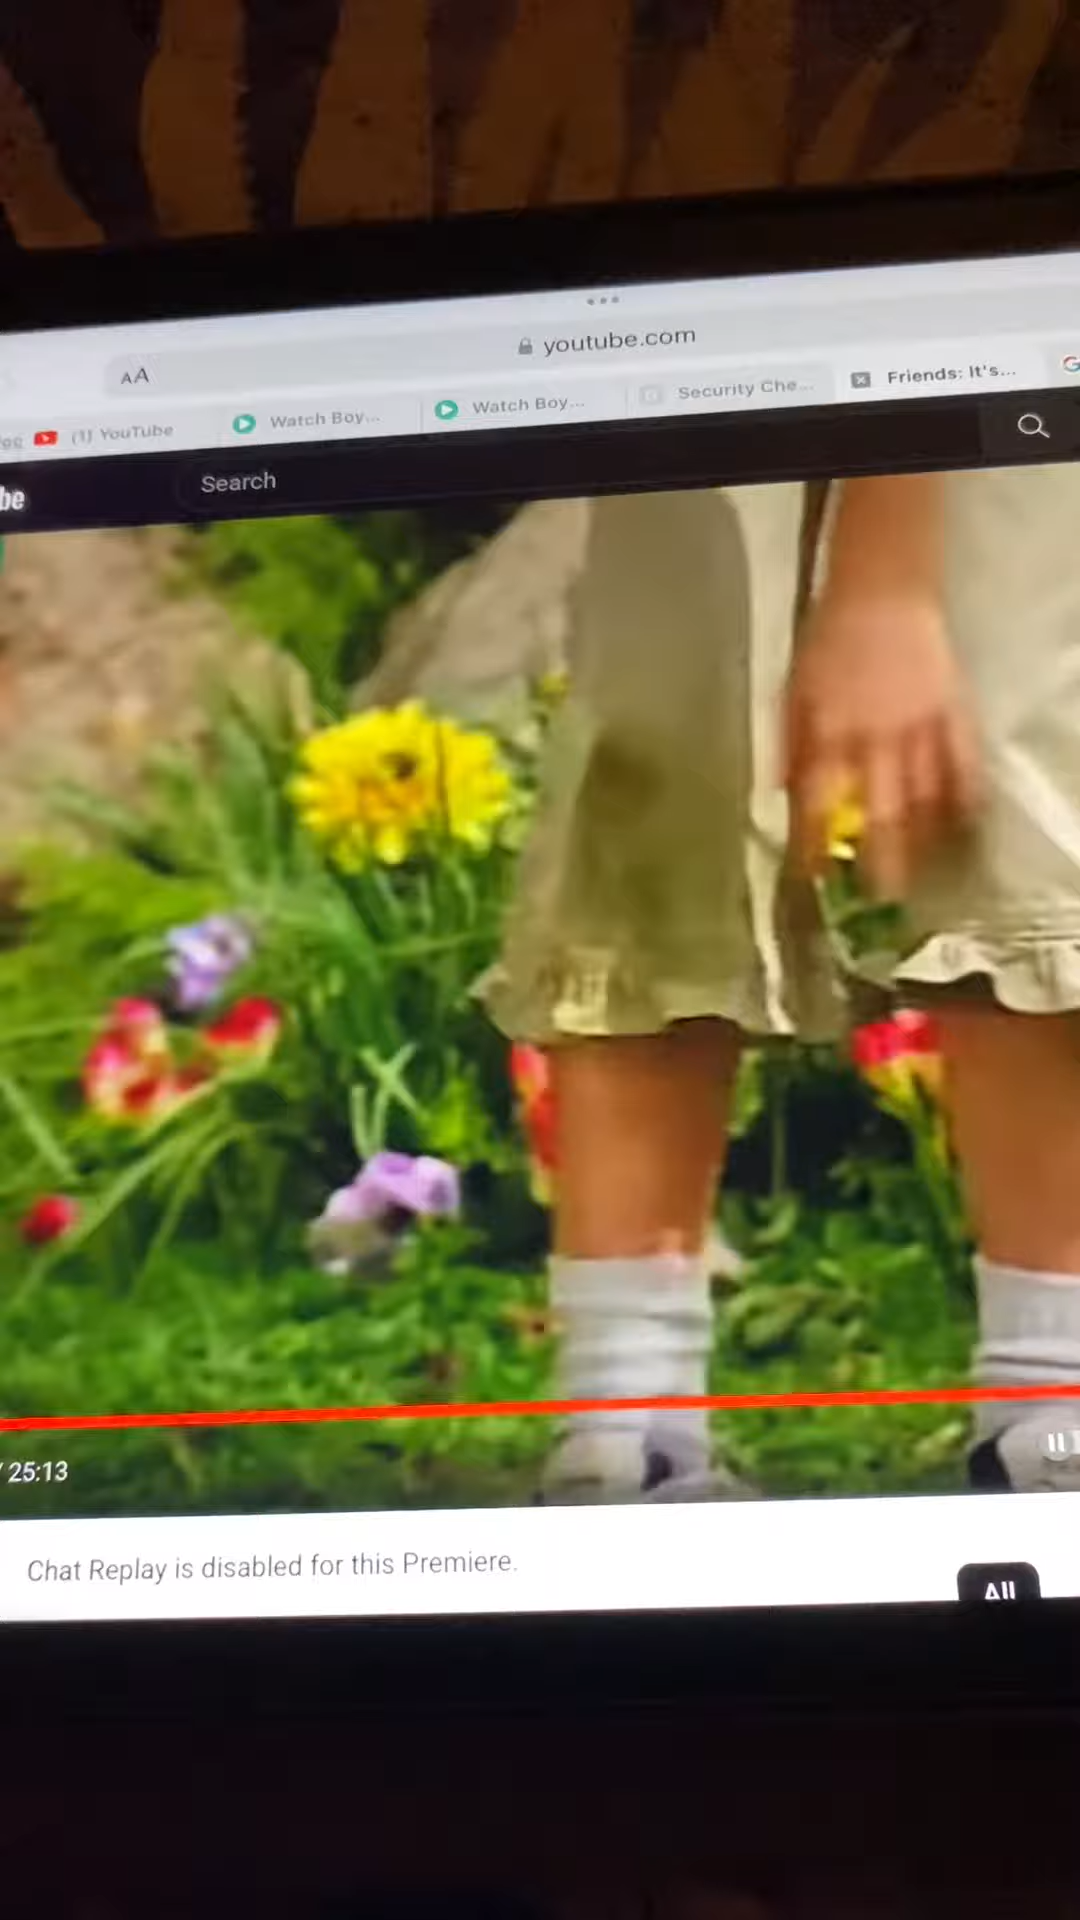 •••
AA
youtube.com
(1) YouTube
Watch Boy...
Watch Boy...
Security Che...
Friends: It's...
be
Search
/ 25:13
Chat Replay is disabled for this Premiere.
All